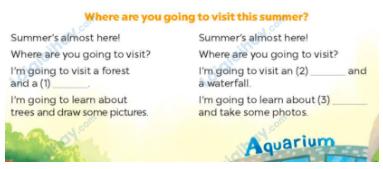 Where are you going to visit this summer?
Summer's almost here!
Where are you going to visit?
I'm going to visit a forest
and a (1) ________.
I'm going to learn about
trees and draw some pictures.
Summer's almost here!
Where are you going to visit?
I'm going to visit an (2) ________ and
a waterfall.
I'm going to learn about (3) ________
and take some photos.
Aquarium